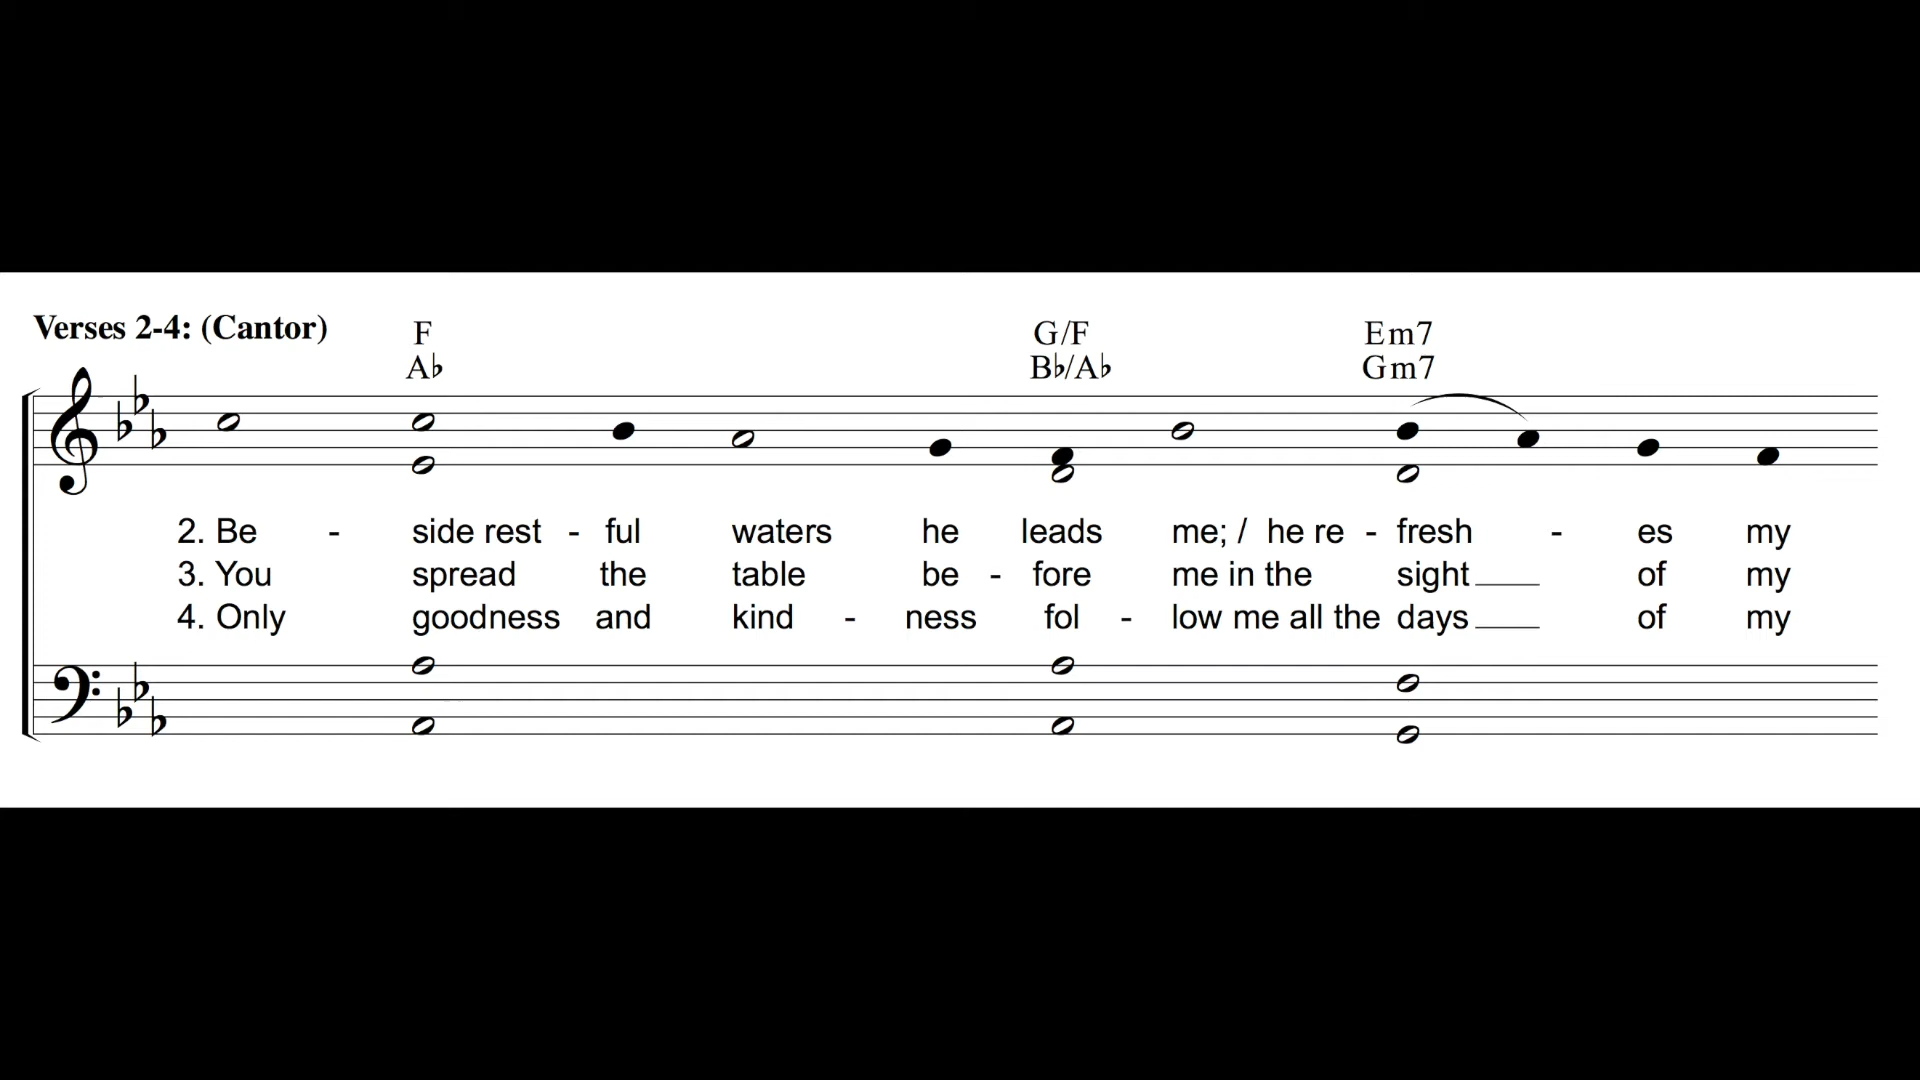 Verses 2-4: (Cantor) F G/F Em7
A♭ B♭/A♭ Gm7
2. Be - side rest - ful waters he leads me; / he re - fresh - es my
3. You spread the table be - fore me in the sight of my
4. Only goodness and kind - ness fol - low me all the days of my